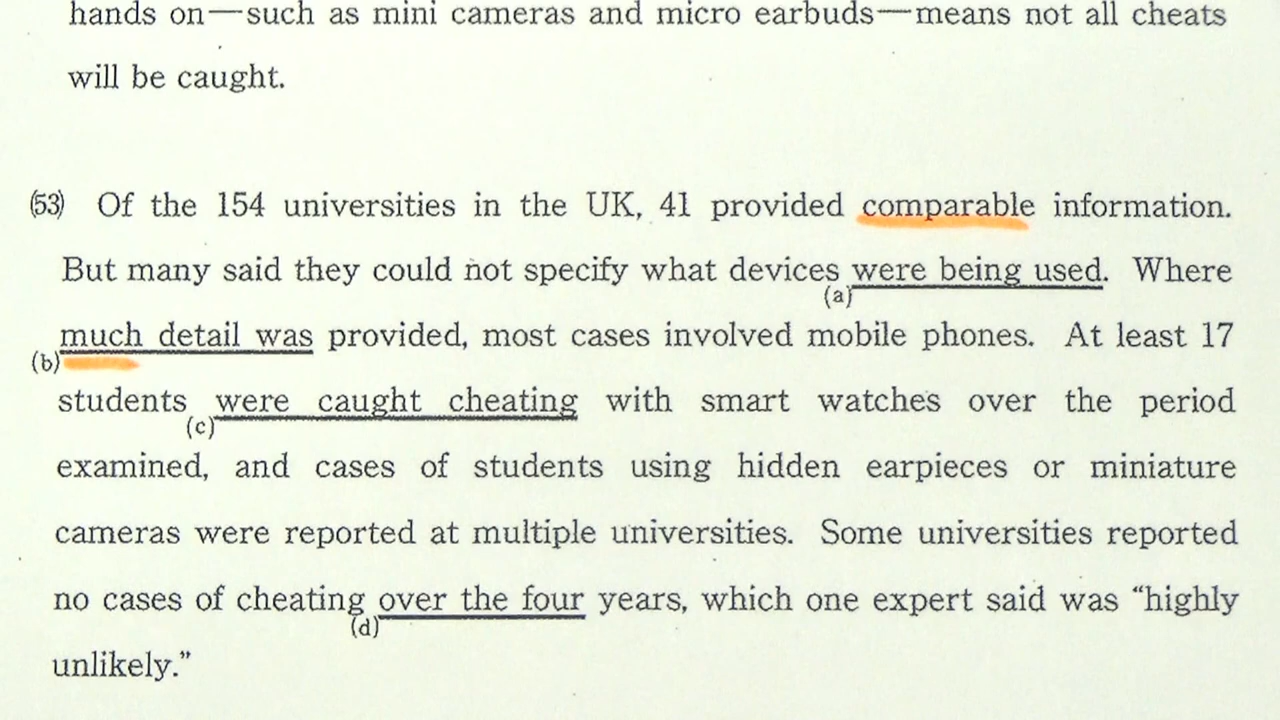 hands on—such as mini cameras and micro earbuds—means not all cheats
will be caught.
(53) Of the 154 universities in the UK, 41 provided comparable information.
But many said they could not specify what devices were being used. Where
(a)
much detail was provided, most cases involved mobile phones. At least 17
(b)
students were caught cheating with smart watches over the period
(c)
examined, and cases of students using hidden earpieces or miniature
cameras were reported at multiple universities. Some universities reported
no cases of cheating over the four years, which one expert said was “highly
(d)
unlikely.”